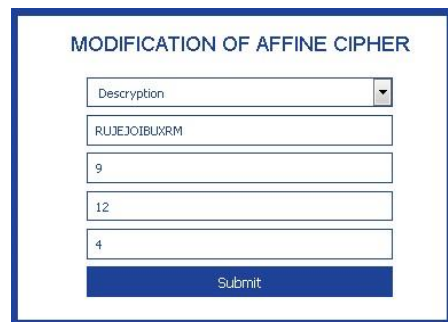 MODIFICATION OF AFFINE CIPHER
Descryption
RUJEJOIBUXRM
9
12
4
Submit